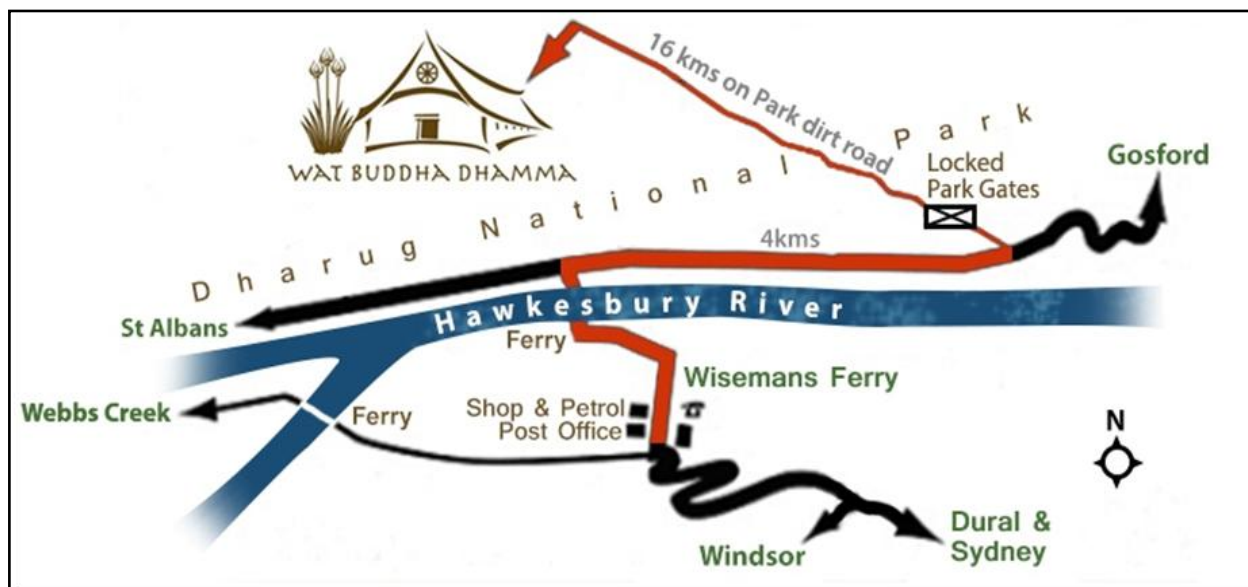 16 kms on Park dirt road
WAT BUDDHA DHAMMA
Dharug National Park
Locked
Park Gates
Gosford
4kms
St Albans
Hawkesbury River
Ferry
Wisemans Ferry
Webbs Creek
Ferry
Shop & Petrol
Post Office
N
Windsor
Dural &
Sydney